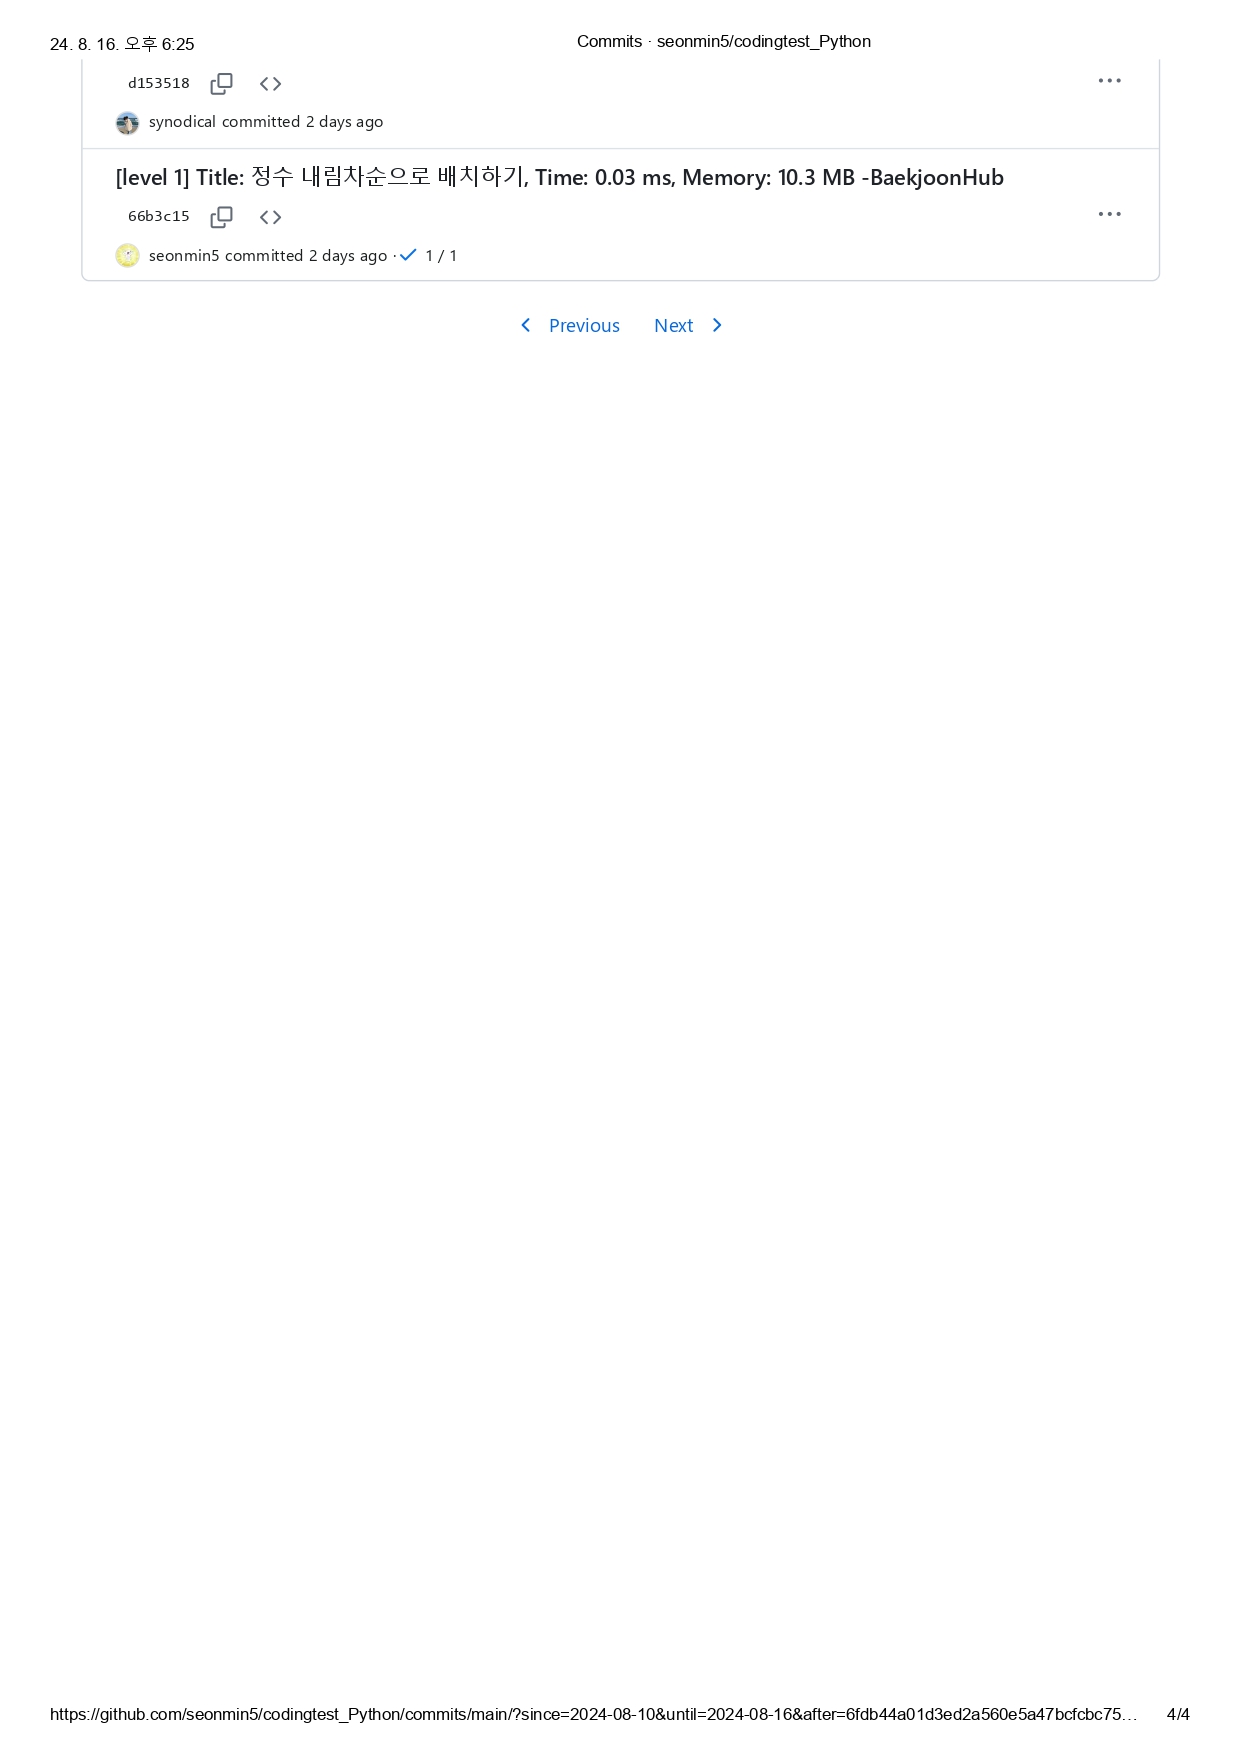 24. 8. 16. 오후 6:25
Commits · seonmin5/codingtest_Python
d153518
synodical committed 2 days ago
[level 1] Title: 정수 내림차순으로 배치하기, Time: 0.03 ms, Memory: 10.3 MB -BaekjoonHub
66b3c15
seonmin5 committed 2 days ago · 1 / 1
Previous Next
https://github.com/seonmin5/codingtest_Python/commits/main/?since=2024-08-10&until=2024-08-16&after=6fdb44a01d3ed2a560e5a47bcfcbc75… 4/4